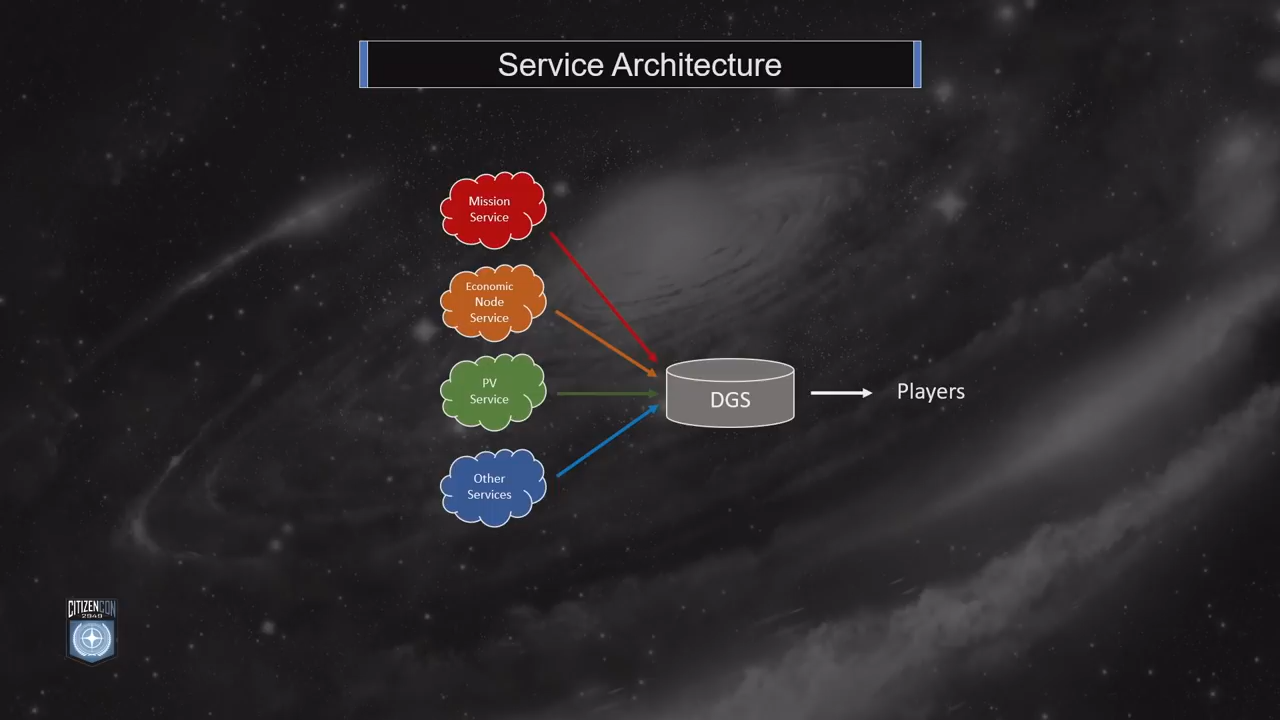 Service Architecture
Mission
Service
Economic
Node
Service
PV
Service
DGS
Players
Other
Services
CITIZENCON
2949